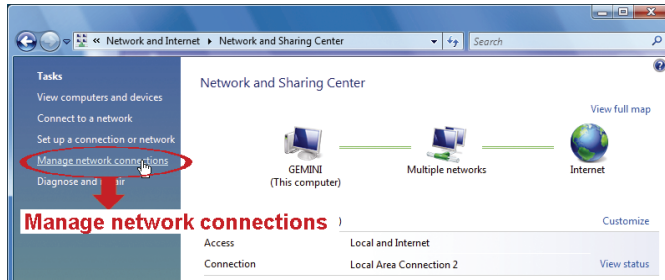 « Network and Internet ▸ Network and Sharing Center
Search
Tasks
View computers and devices
Connect to a network
Set up a connection or network
Manage network connections
Diagnose and
Network and Sharing Center
View full map
GEMINI
(This computer)
Multiple networks
Internet
Manage network connections
)
Customize
Access
Local and Internet
Connection
Local Area Connection 2
View status